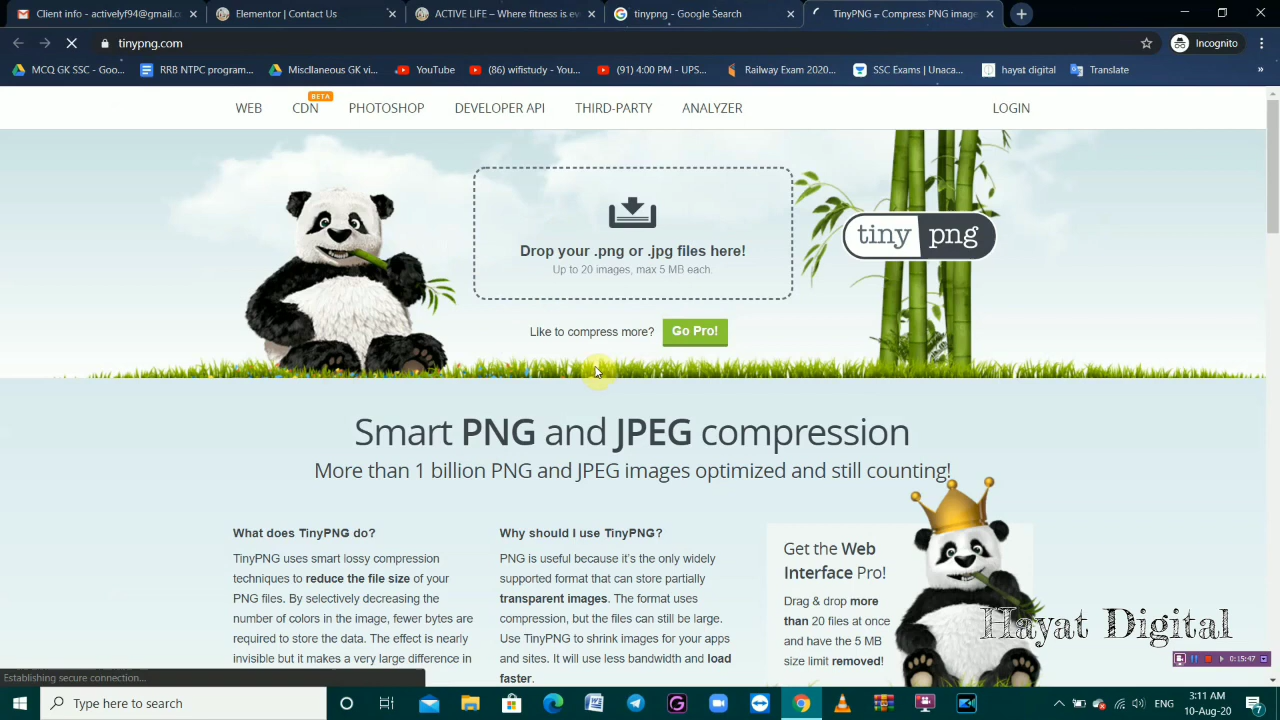 Client info - actively94@gmail.c
Elementor | Contact Us
ACTIVE LIFE – Where fitness is ev
tinypng - Google Search
TinyPNG – Compress PNG image
tinypng.com
Incognito
MCQ GK SSC - Goo...
RRB NTPC program...
Miscllaneous GK vi...
YouTube
(86) wifistudy - You...
(91) 4:00 PM - UPS...
Railway Exam 2020...
SSC Exams | Unaca...
hayat digital
Translate
»
BETA
WEB CDN PHOTOSHOP DEVELOPER API THIRD-PARTY ANALYZER LOGIN
Drop your .png or .jpg files here!
Up to 20 images, max 5 MB each.
tiny png
Like to compress more? Go Pro!
Smart PNG and JPEG compression
More than 1 billion PNG and JPEG images optimized and still counting!
What does TinyPNG do?
TinyPNG uses smart lossy compression
techniques to reduce the file size of your
PNG files. By selectively decreasing the
number of colors in the image, fewer bytes are
required to store the data. The effect is nearly
invisible but it makes a very large difference in
Why should I use TinyPNG?
PNG is useful because it's the only widely
supported format that can store partially
transparent images. The format uses
compression, but the files can still be large.
Use TinyPNG to shrink images for your apps
and sites. It will use less bandwidth and load
faster.
Get the Web
Interface Pro!
Drag & drop more
than 20 files at once
and have the 5 MB
size limit removed!
Hayat Digital
0:15:47
Establishing secure connection...
Type here to search
ENG
3:11 AM
10-Aug-20
7